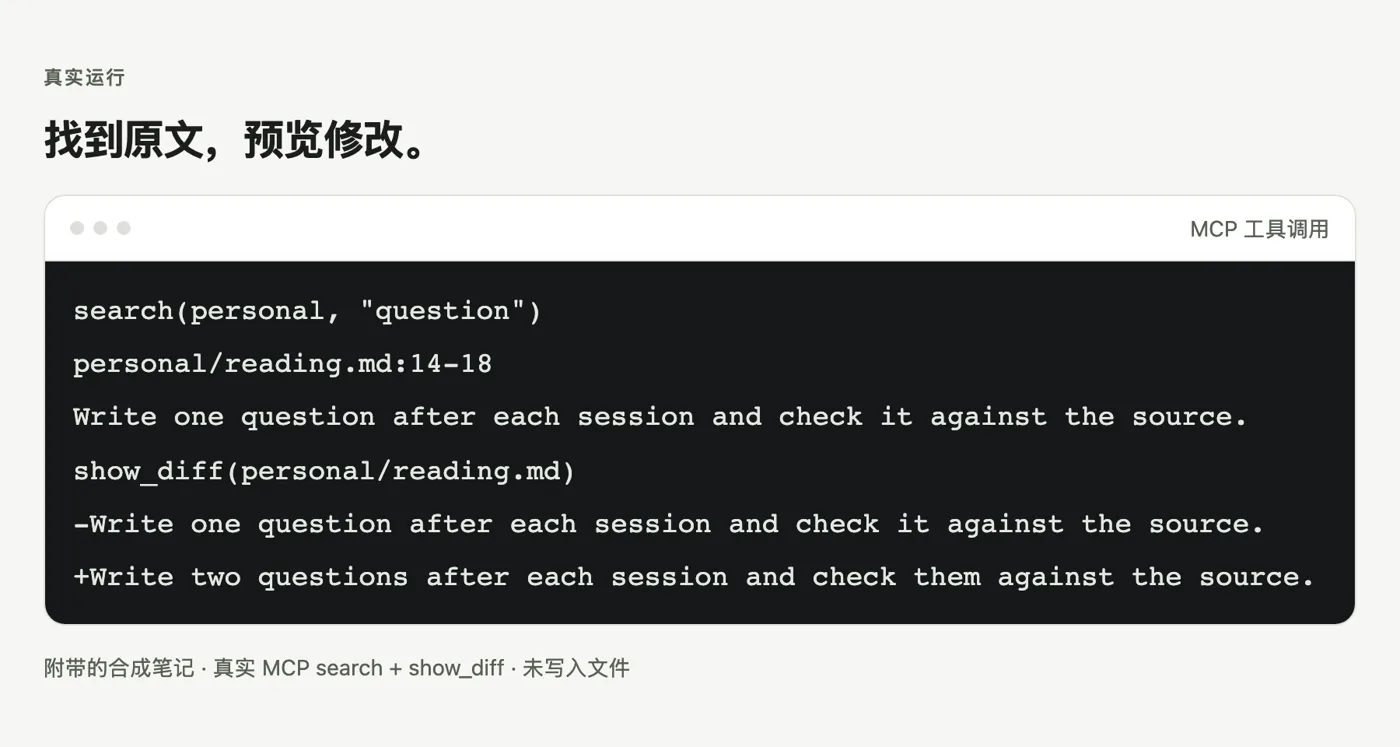 真实运行
找到原文，预览修改。
MCP 工具调用
search(personal, "question")
personal/reading.md:14-18
Write one question after each session and check it against the source.
show_diff(personal/reading.md)
-Write one question after each session and check it against the source.
+Write two questions after each session and check them against the source.
附带的合成笔记 · 真实 MCP search + show_diff · 未写入文件